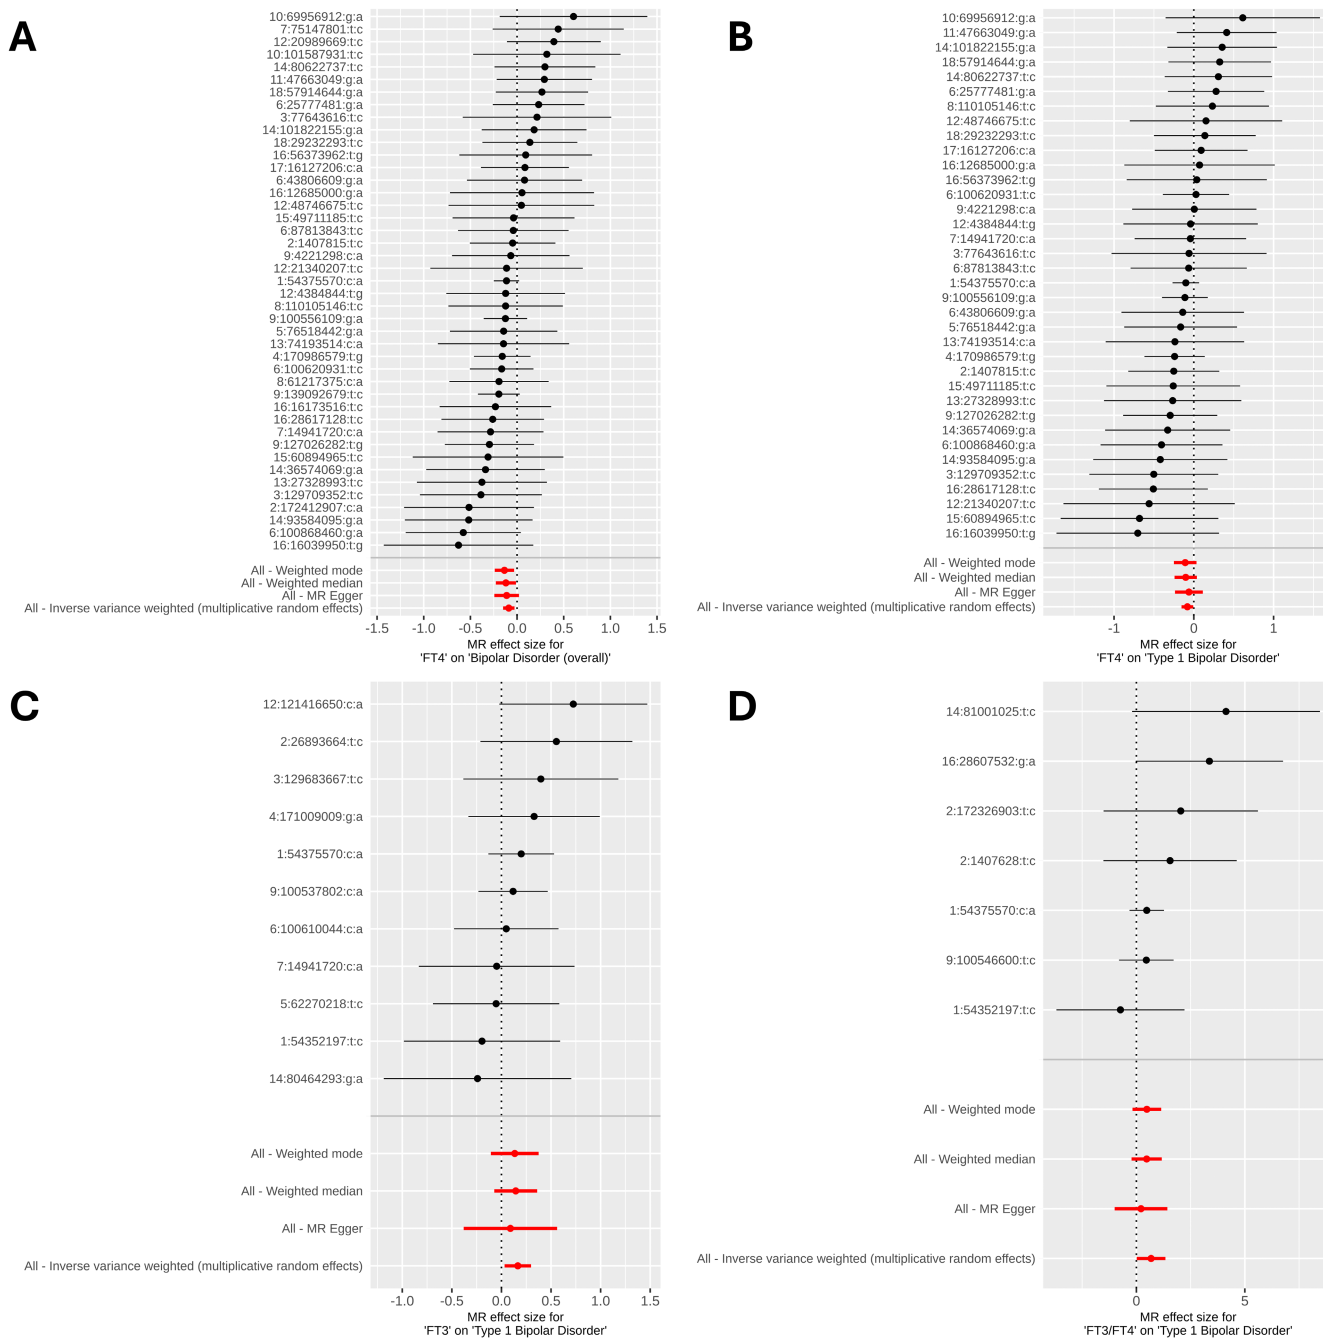 A
10:69956912:g:a
7:75147801:t:c
12:20989669:t:c
10:101587931:t:c
14:80622737:t:c
11:47663049:g:a
18:57914644:g:a
6:25777481:g:a
3:77643616:t:c
14:101822155:g:a
18:29232293:t:c
16:56373962:t:g
17:16127206:c:a
6:43806609:g:a
16:12685000:g:a
12:48746675:t:c
15:49711185:t:c
6:87813843:t:c
2:1407815:t:c
9:4221298:c:a
12:21340207:t:c
1:54375570:c:a
12:4384844:t:g
8:110105146:t:c
9:100556109:g:a
5:76518442:g:a
13:74193514:c:a
4:170986579:t:g
6:100620931:t:c
8:61217375:c:a
9:139092679:t:c
16:16173516:t:c
16:28617128:t:c
7:14941720:c:a
9:127026282:t:g
15:60894965:t:c
14:36574069:g:a
13:27328993:t:c
3:129709352:t:c
2:172412907:c:a
14:93584095:g:a
6:100868460:g:a
16:16039950:t:g
All - Weighted mode
All - Weighted median
All - MR Egger
All - Inverse variance weighted (multiplicative random effects)
-1.5 -1.0 -0.5 0.0 0.5 1.0 1.5
MR effect size for
'FT4' on 'Bipolar Disorder (overall)'
B
10:69956912:g:a
11:47663049:g:a
14:101822155:g:a
18:57914644:g:a
14:80622737:t:c
6:25777481:g:a
8:110105146:t:c
12:48746675:t:c
18:29232293:t:c
17:16127206:c:a
16:12685000:g:a
16:56373962:t:g
6:100620931:t:c
9:4221298:c:a
12:4384844:t:g
7:14941720:c:a
3:77643616:t:c
6:87813843:t:c
1:54375570:c:a
9:100556109:g:a
6:43806609:g:a
5:76518442:g:a
13:74193514:c:a
4:170986579:t:g
2:1407815:t:c
15:49711185:t:c
13:27328993:t:c
9:127026282:t:g
14:36574069:g:a
6:100868460:g:a
14:93584095:g:a
3:129709352:t:c
16:28617128:t:c
12:21340207:t:c
15:60894965:t:c
16:16039950:t:g
All - Weighted mode
All - Weighted median
All - MR Egger
All - Inverse variance weighted (multiplicative random effects)
-1 0 1
MR effect size for
'FT4' on 'Type 1 Bipolar Disorder'
C
12:121416650:c:a
2:26893664:t:c
3:129683667:t:c
4:171009009:g:a
1:54375570:c:a
9:100537802:c:a
6:100610044:c:a
7:14941720:c:a
5:62270218:t:c
1:54352197:t:c
14:80464293:g:a
All - Weighted mode
All - Weighted median
All - MR Egger
All - Inverse variance weighted (multiplicative random effects)
-1.0 -0.5 0.0 0.5 1.0 1.5
MR effect size for
'FT3' on 'Type 1 Bipolar Disorder'
D
14:81001025:t:c
16:28607532:g:a
2:172326903:t:c
2:1407628:t:c
1:54375570:c:a
9:100546600:t:c
1:54352197:t:c
All - Weighted mode
All - Weighted median
All - MR Egger
All - Inverse variance weighted (multiplicative random effects)
0 5
MR effect size for
'FT3/FT4' on 'Type 1 Bipolar Disorder'